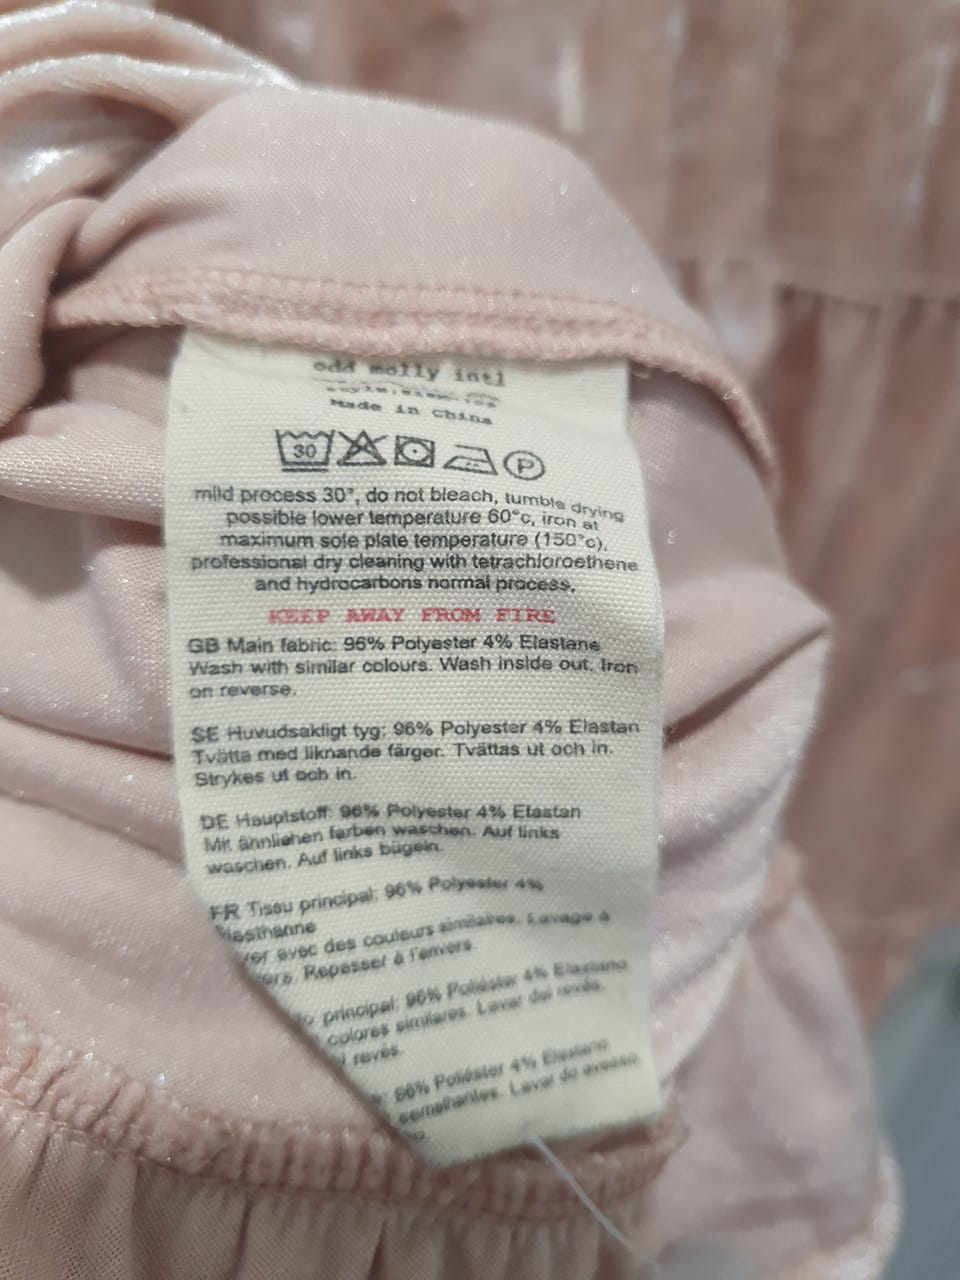 odd molly intl
Made in China
30 P
mild process 30°, do not bleach, tumble drying
possible lower temperature 60°c, iron at
maximum sole plate temperature (150°c),
professional dry cleaning with tetrachloroethene
and hydrocarbons normal process,
KEEP AWAY FROM FIRE
GB Main fabric: 96% Polyester 4% Elastane
Wash with similar colours. Wash inside out. Iron
on reverse.
SE Huvudsakligt tyg: 96% Polyester 4% Elastan
Tvätta med liknande färger. Tvättas ut och in.
Strykes ut och in.
DE Hauptstoff: 96% Polyester 4% Elastan
Mit ähnliehen farben waschen. Auf links
waschen. Auf links bügeln.
FR Tissu principal: 96% Polyester 4%
avec des couleurs similaires. Lavage à
Repasser à l'envers.
principal: 96% Poliéster 4% Elastano
colores similares. Lavar del revés.
revés.
96% Poliéster 4% Elastano
semelhantes. Lavar do avesso